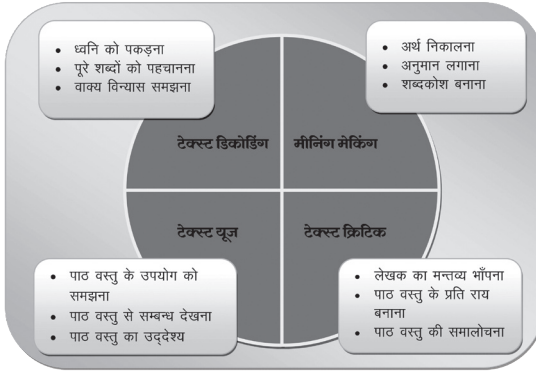 • ध्वनि को पकड़ना
• पूरे शब्दों को पहचानना
• वाक्य विन्यास समझना
• अर्थ निकालना
• अनुमान लगाना
• शब्दकोश बनाना
टेक्स्ट डिकोडिंग
मीनिंग मेकिंग
टेक्स्ट यूज
टेक्स्ट क्रिटिक
• पाठ वस्तु के उपयोग को
समझना
• पाठ वस्तु से सम्बन्ध देखना
• पाठ वस्तु का उद्देश्य
• लेखक का मन्तव्य भाँपना
• पाठ वस्तु के प्रति राय
बनाना
• पाठ वस्तु की समालोचना